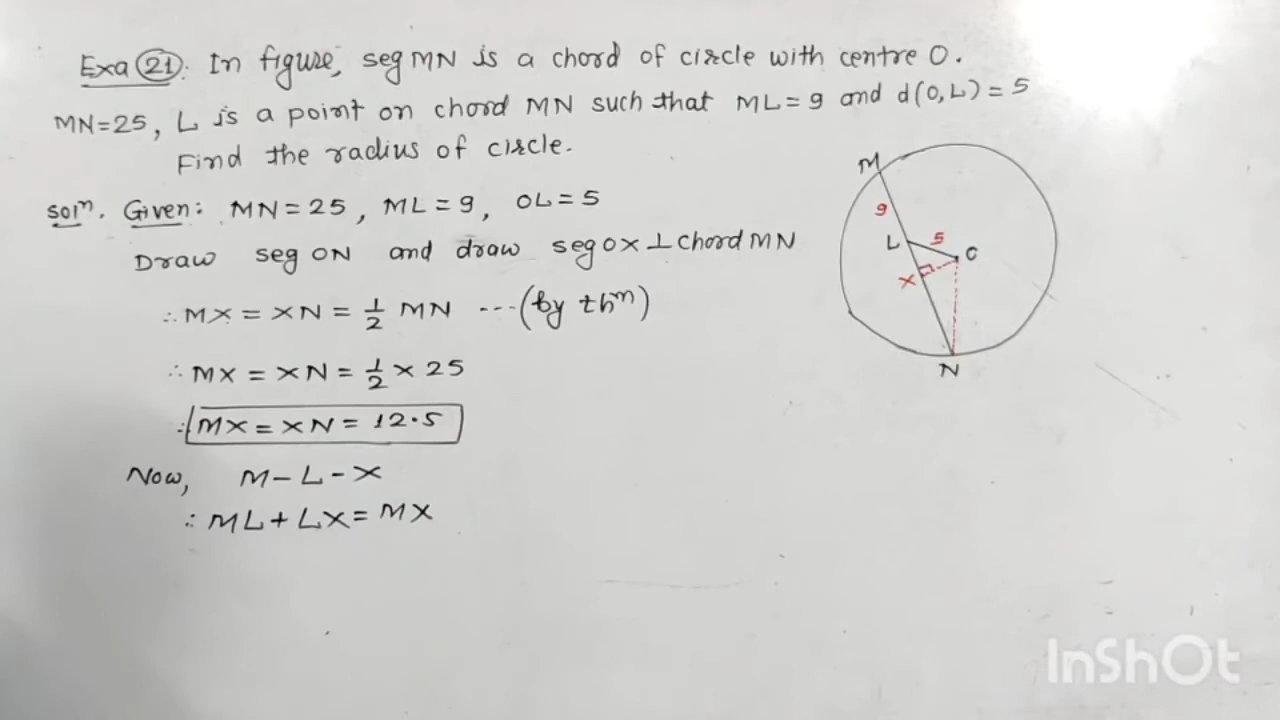 Exa 21: In figure, seg MN is a chord of circle with centre O.
MN=25, L is a point on chord MN such that ML=9 and d(O,L)=5
Find the radius of circle.
Solⁿ. Given: MN=25, ML=9, OL=5
Draw seg ON and draw seg OX ⊥ chord MN
∴ MX = XN = 1/2 MN ---(by thᵐ)
∴ MX = XN = 1/2 × 25
∴ MX = XN = 12.5
Now, M-L-X
∴ ML + LX = MX
M
9
L
5
O
X
N
InShOt